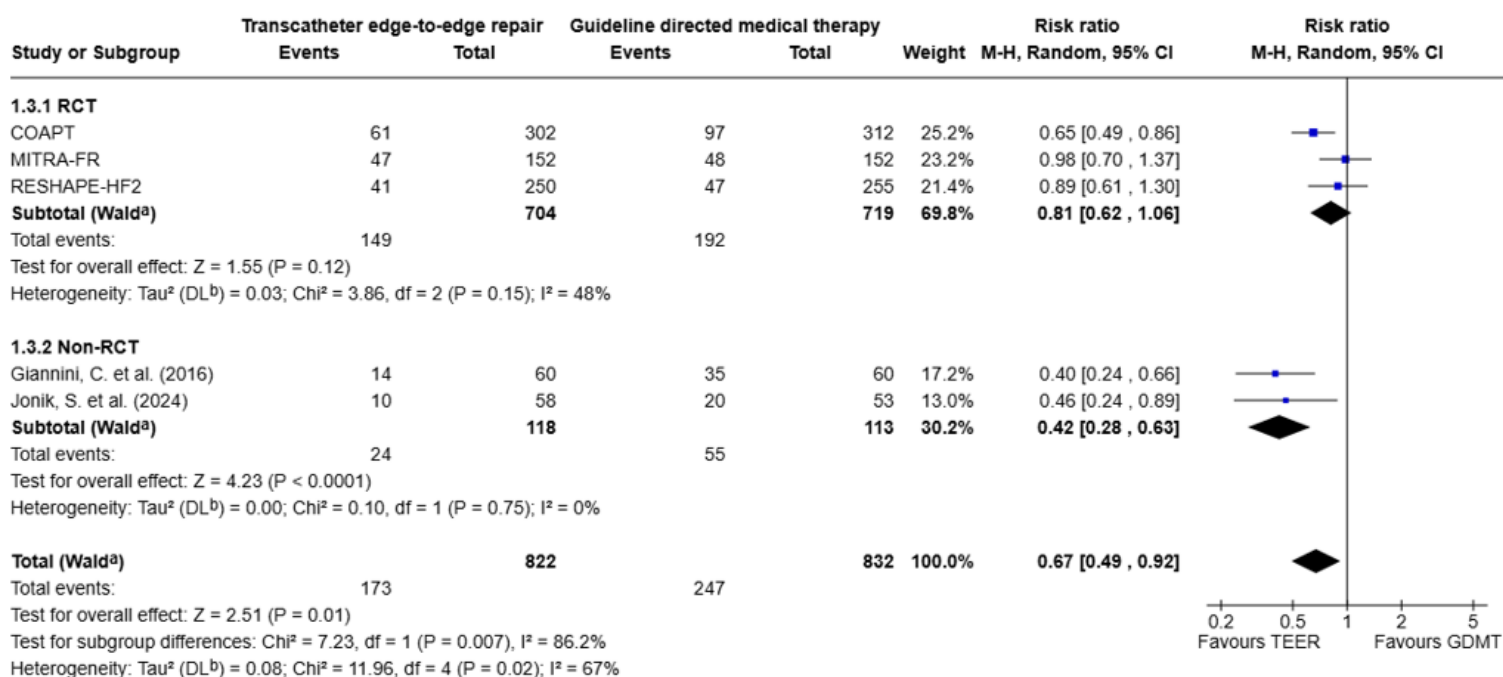 Transcatheter edge-to-edge repair Guideline directed medical therapy Risk ratio Risk ratio
Study or Subgroup Events Total Events Total Weight M-H, Random, 95% CI M-H, Random, 95% CI
1.3.1 RCT
COAPT 61 302 97 312 25.2% 0.65 [0.49 , 0.86]
MITRA-FR 47 152 48 152 23.2% 0.98 [0.70 , 1.37]
RESHAPE-HF2 41 250 47 255 21.4% 0.89 [0.61 , 1.30]
Subtotal (Waldᵃ) 704 719 69.8% 0.81 [0.62 , 1.06]
Total events: 149 192
Test for overall effect: Z = 1.55 (P = 0.12)
Heterogeneity: Tau² (DLᵇ) = 0.03; Chi² = 3.86, df = 2 (P = 0.15); I² = 48%
1.3.2 Non-RCT
Giannini, C. et al. (2016) 14 60 35 60 17.2% 0.40 [0.24 , 0.66]
Jonik, S. et al. (2024) 10 58 20 53 13.0% 0.46 [0.24 , 0.89]
Subtotal (Waldᵃ) 118 113 30.2% 0.42 [0.28 , 0.63]
Total events: 24 55
Test for overall effect: Z = 4.23 (P < 0.0001)
Heterogeneity: Tau² (DLᵇ) = 0.00; Chi² = 0.10, df = 1 (P = 0.75); I² = 0%
Total (Waldᵃ) 822 832 100.0% 0.67 [0.49 , 0.92]
Total events: 173 247
Test for overall effect: Z = 2.51 (P = 0.01)
Test for subgroup differences: Chi² = 7.23, df = 1 (P = 0.007), I² = 86.2%
Heterogeneity: Tau² (DLᵇ) = 0.08; Chi² = 11.96, df = 4 (P = 0.02); I² = 67%
0.2 0.5 1 2 5
Favours TEER Favours GDMT